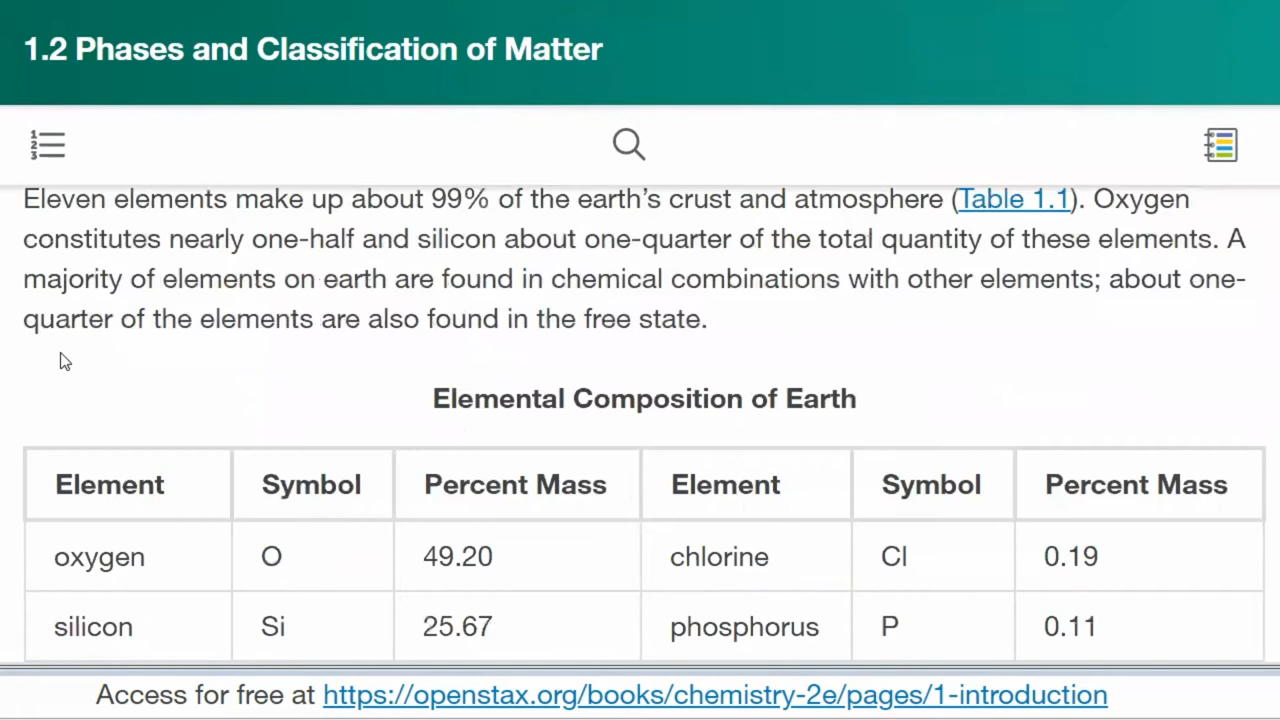 1.2 Phases and Classification of Matter
1
2
3
Eleven elements make up about 99% of the earth’s crust and atmosphere (Table 1.1). Oxygen
constitutes nearly one-half and silicon about one-quarter of the total quantity of these elements. A
majority of elements on earth are found in chemical combinations with other elements; about one-
quarter of the elements are also found in the free state.
Elemental Composition of Earth
Element Symbol Percent Mass Element Symbol Percent Mass
oxygen O 49.20 chlorine Cl 0.19
silicon Si 25.67 phosphorus P 0.11
Access for free at https://openstax.org/books/chemistry-2e/pages/1-introduction